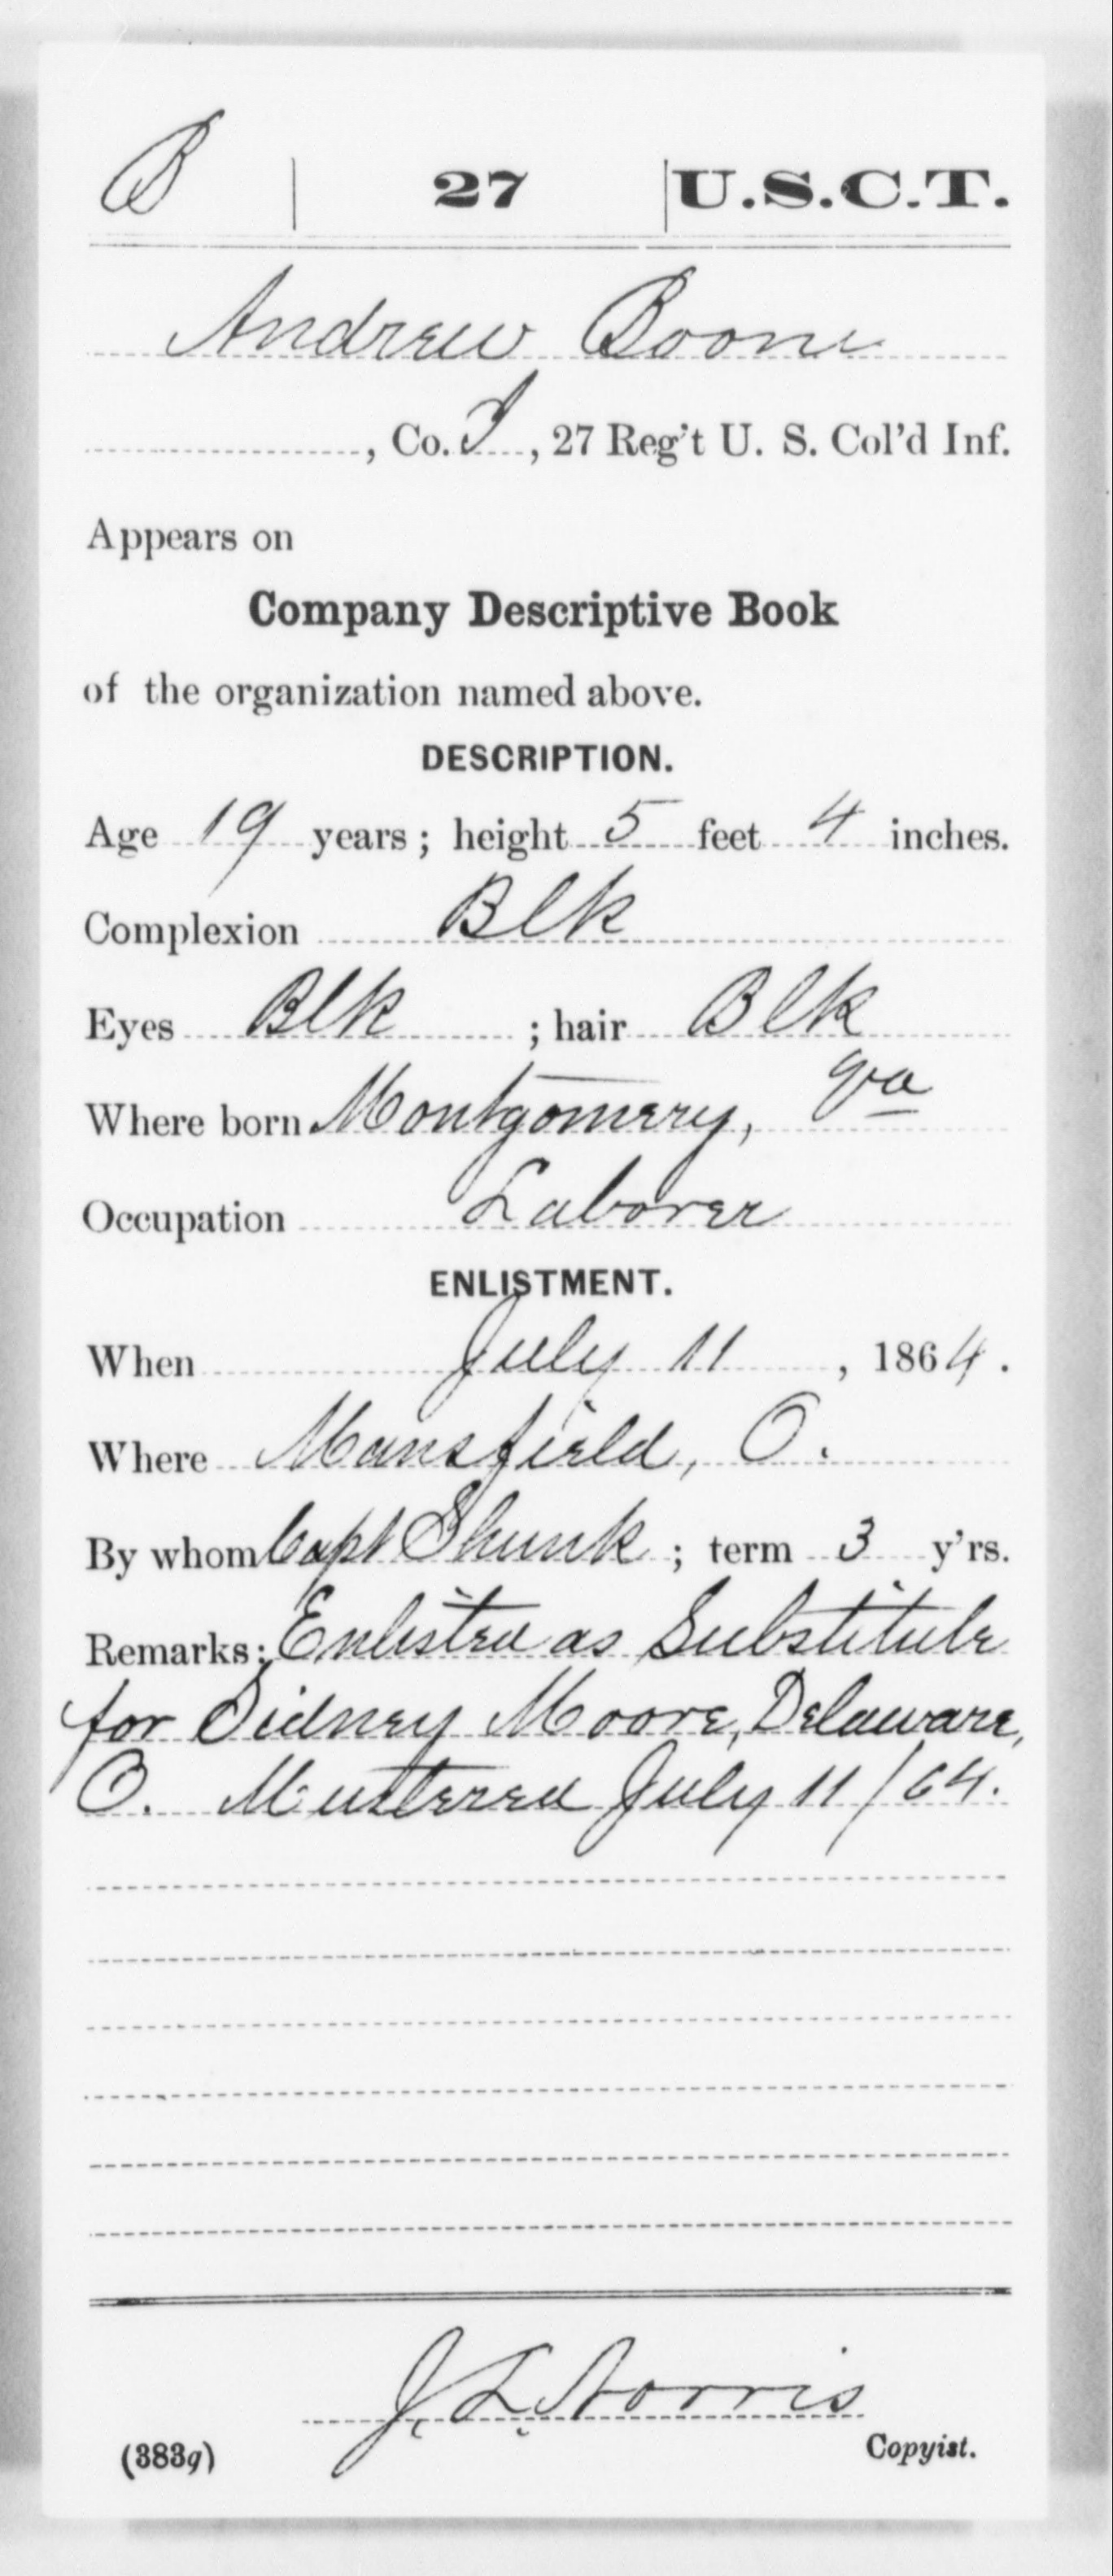 B | 27 | U.S.C.T.
Andrew Boone
, Co. I, 27 Reg't U. S. Col'd Inf.
Appears on
Company Descriptive Book
of the organization named above.
DESCRIPTION.
Age 19 years; height 5 feet 4 inches.
Complexion Blk
Eyes Blk ; hair Blk
Where born Montgomery, Va
Occupation Laborer
ENLISTMENT.
When July 11, 1864.
Where Mansfield, O.
By whom Capt Shunk; term 3 y'rs.
Remarks: Enlisted as Substitute
for Sidney Moore, Delaware,
O. Mustered July 11/64.
J. L. Norris
(383g) Copyist.